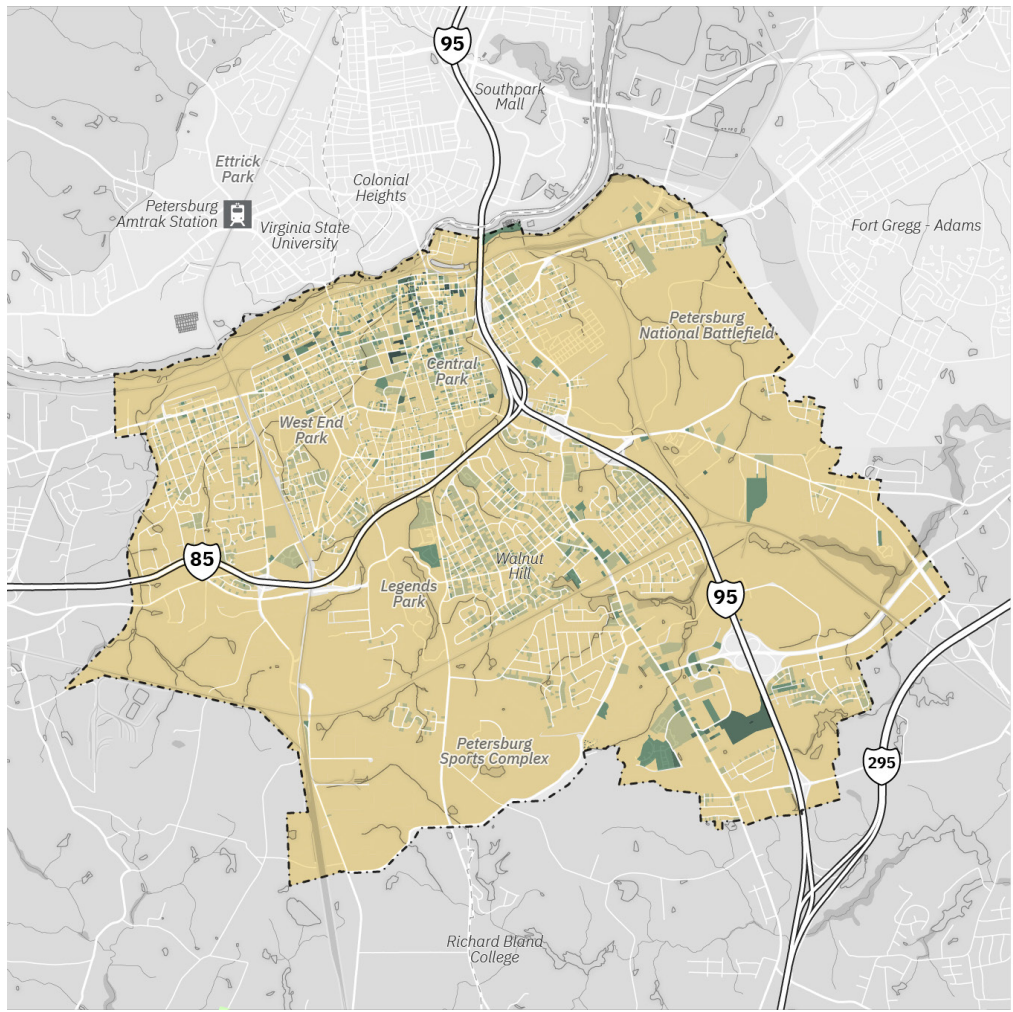 95
Southpark
Mall
Ettrick
Park
Colonial
Heights
Petersburg
Amtrak Station
Virginia State
University
Fort Gregg - Adams
Petersburg
National Battlefield
Central
Park
West End
Park
85
Walnut
Hill
Legends
Park
95
Petersburg
Sports Complex
295
Richard Bland
College